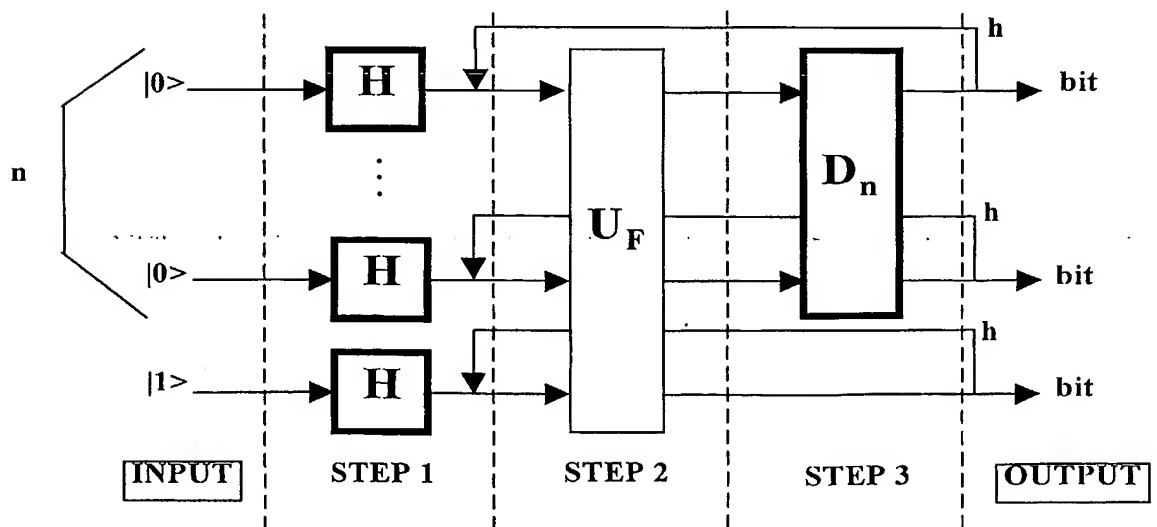 h
|0> H bit
⋮
n U_F D_n
h
|0> H bit
h
|1> H bit
INPUT STEP 1 STEP 2 STEP 3 OUTPUT